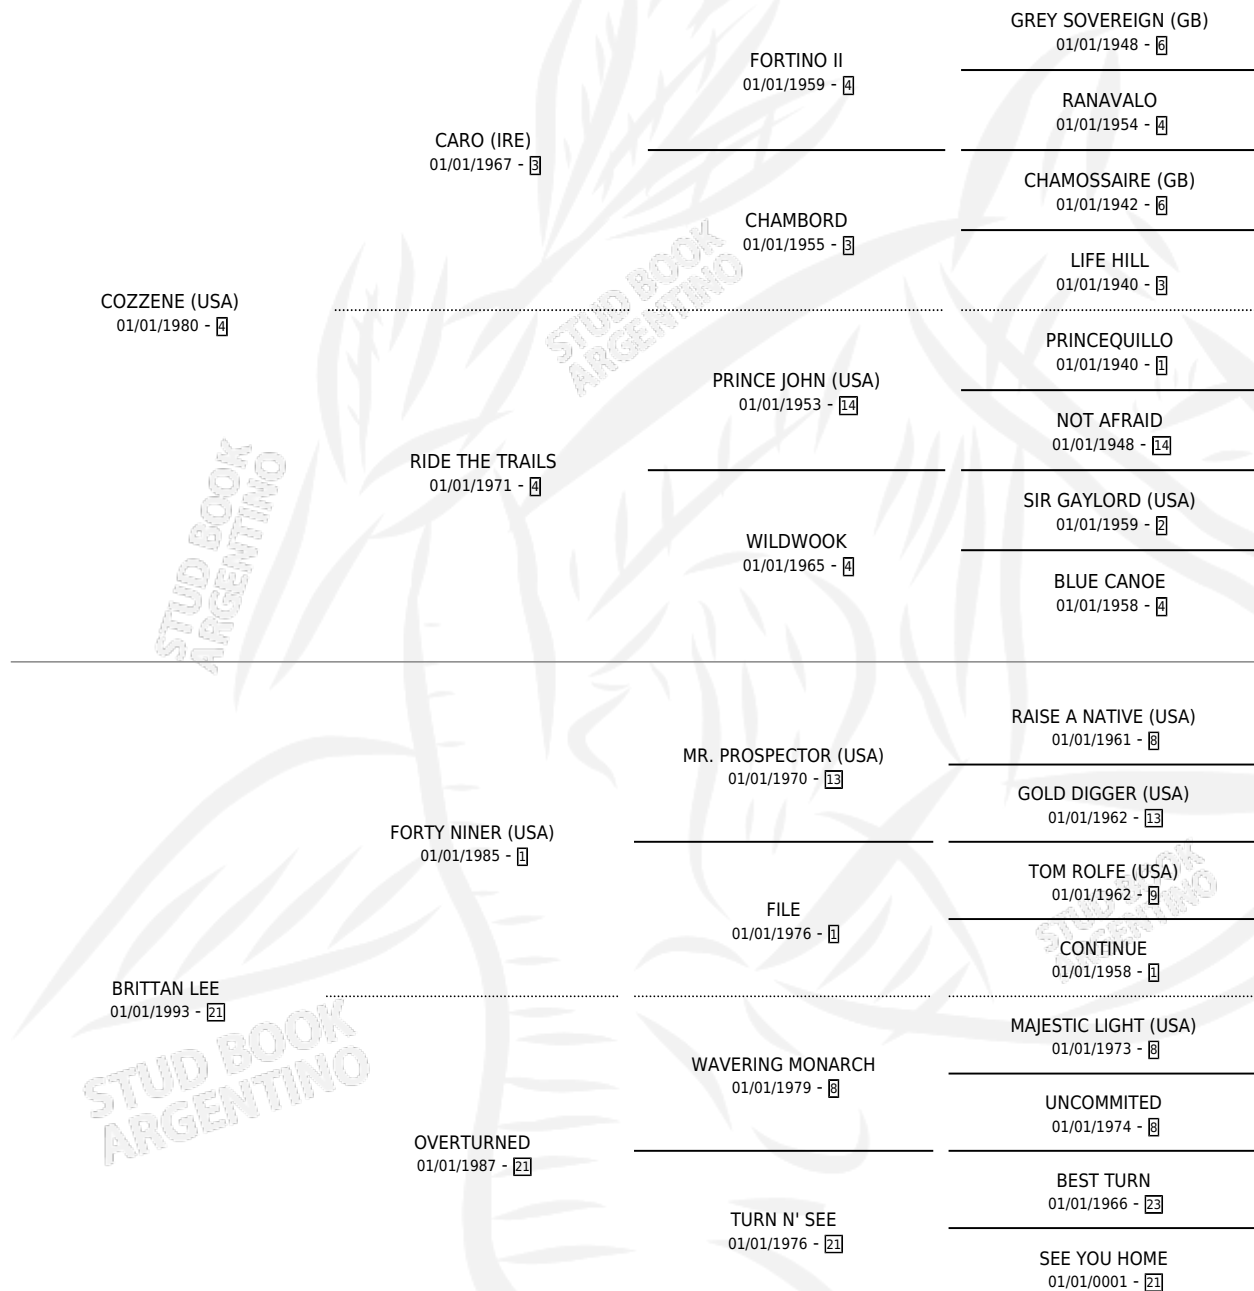 GREY SOVEREIGN (GB)
01/01/1948 - 6
FORTINO II
01/01/1959 - 4
RANAVALO
01/01/1954 - 4
CARO (IRE)
01/01/1967 - 3
CHAMOSSAIRE (GB)
01/01/1942 - 6
CHAMBORD
01/01/1955 - 3
LIFE HILL
01/01/1940 - 3
COZZENE (USA)
01/01/1980 - 4
PRINCEQUILLO
01/01/1940 - 1
PRINCE JOHN (USA)
01/01/1953 - 14
NOT AFRAID
01/01/1948 - 14
RIDE THE TRAILS
01/01/1971 - 4
SIR GAYLORD (USA)
01/01/1959 - 2
WILDWOOK
01/01/1965 - 4
BLUE CANOE
01/01/1958 - 4
RAISE A NATIVE (USA)
01/01/1961 - 8
MR. PROSPECTOR (USA)
01/01/1970 - 13
GOLD DIGGER (USA)
01/01/1962 - 13
FORTY NINER (USA)
01/01/1985 - 1
TOM ROLFE (USA)
01/01/1962 - 9
FILE
01/01/1976 - 1
CONTINUE
01/01/1958 - 1
BRITTAN LEE
01/01/1993 - 21
MAJESTIC LIGHT (USA)
01/01/1973 - 8
WAVERING MONARCH
01/01/1979 - 8
UNCOMMITED
01/01/1974 - 8
OVERTURNED
01/01/1987 - 21
BEST TURN
01/01/1966 - 23
TURN N' SEE
01/01/1976 - 21
SEE YOU HOME
01/01/0001 - 21
STUD BOOK
ARGENTINO
STUD BOOK
ARGENTINO
STUD BOOK
ARGENTINO
STUD BOOK
ARGENTINO